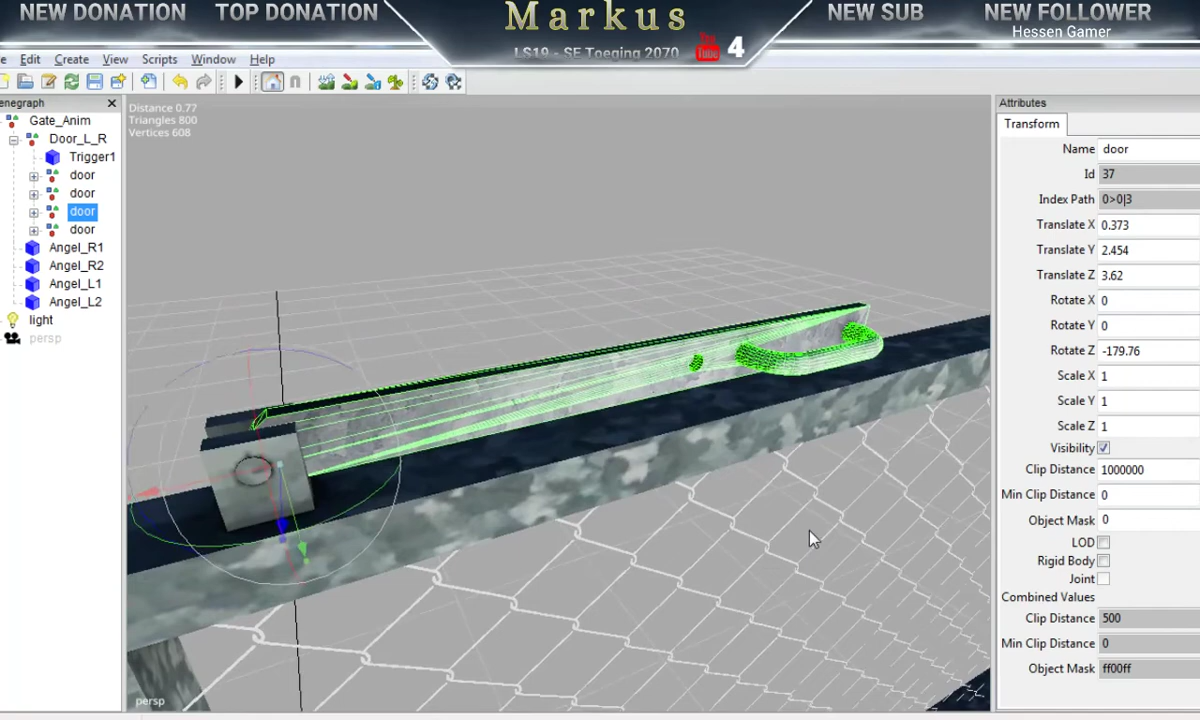 NEW DONATION TOP DONATION Markus NEW SUB NEW FOLLOWER
Hessen Gamer
LS19 - SE Toeging 2070 You Tube 4
Edit Create View Scripts Window Help
enegraph
Gate_Anim
Door_L_R
Trigger1
door
door
door
door
Angel_R1
Angel_R2
Angel_L1
Angel_L2
light
persp
Distance 0.77
Triangles 800
Vertices 608
persp
Attributes
Transform
Name door
Id 37
Index Path 0>0|3
Translate X 0.373
Translate Y 2.454
Translate Z 3.62
Rotate X 0
Rotate Y 0
Rotate Z -179.76
Scale X 1
Scale Y 1
Scale Z 1
Visibility
Clip Distance 1000000
Min Clip Distance 0
Object Mask 0
LOD
Rigid Body
Joint
Combined Values
Clip Distance 500
Min Clip Distance 0
Object Mask ff00ff